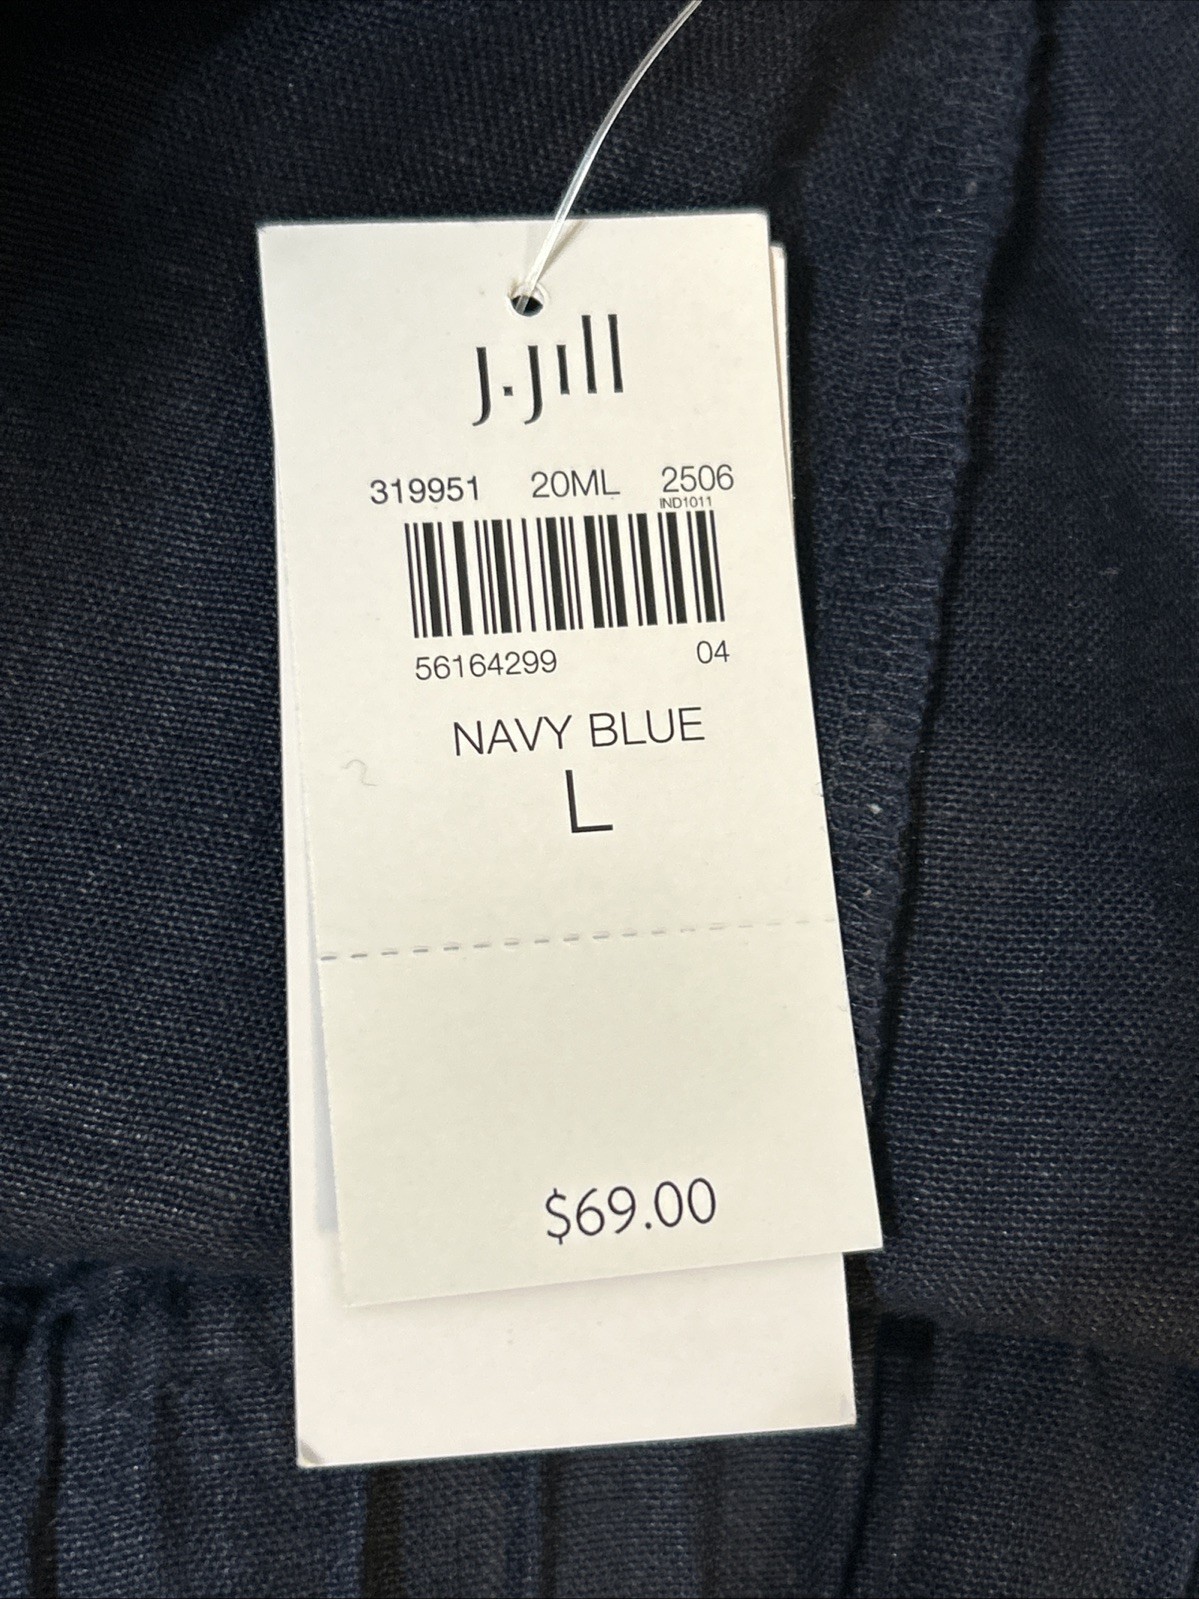 J.Jill
319951 20ML 2506
IND1011
56164299 04
NAVY BLUE
L
$69.00